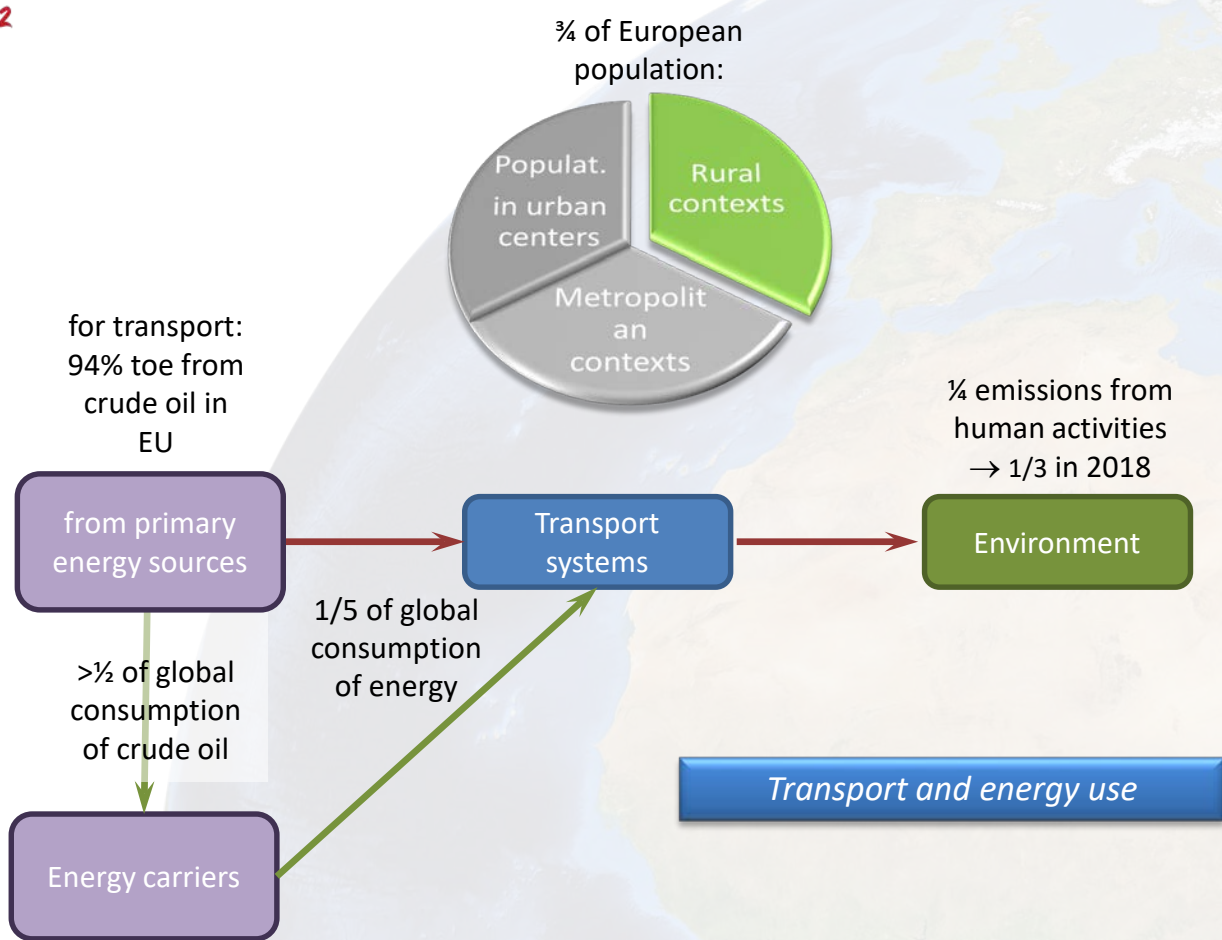 2
¾ of European
population:
Populat.
in urban
centers
Rural
contexts
Metropolit
an
contexts
for transport:
94% toe from
crude oil in
EU
¼ emissions from
human activities
→ 1/3 in 2018
from primary
energy sources
Transport
systems
Environment
1/5 of global
consumption
of energy
>½ of global
consumption
of crude oil
Transport and energy use
Energy carriers